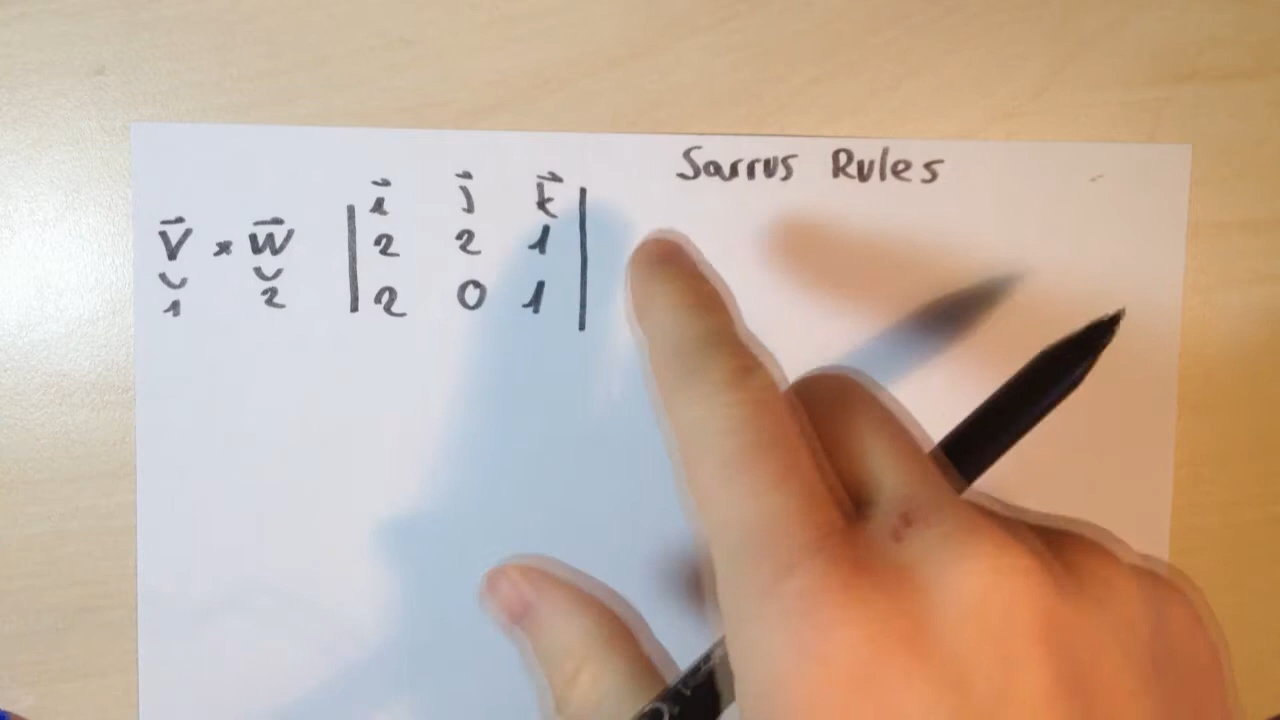 Sarrus Rules
i⃗ j⃗ k⃗
V⃗ × W⃗ | 2 2 1 |
1 2 | 2 0 1 |